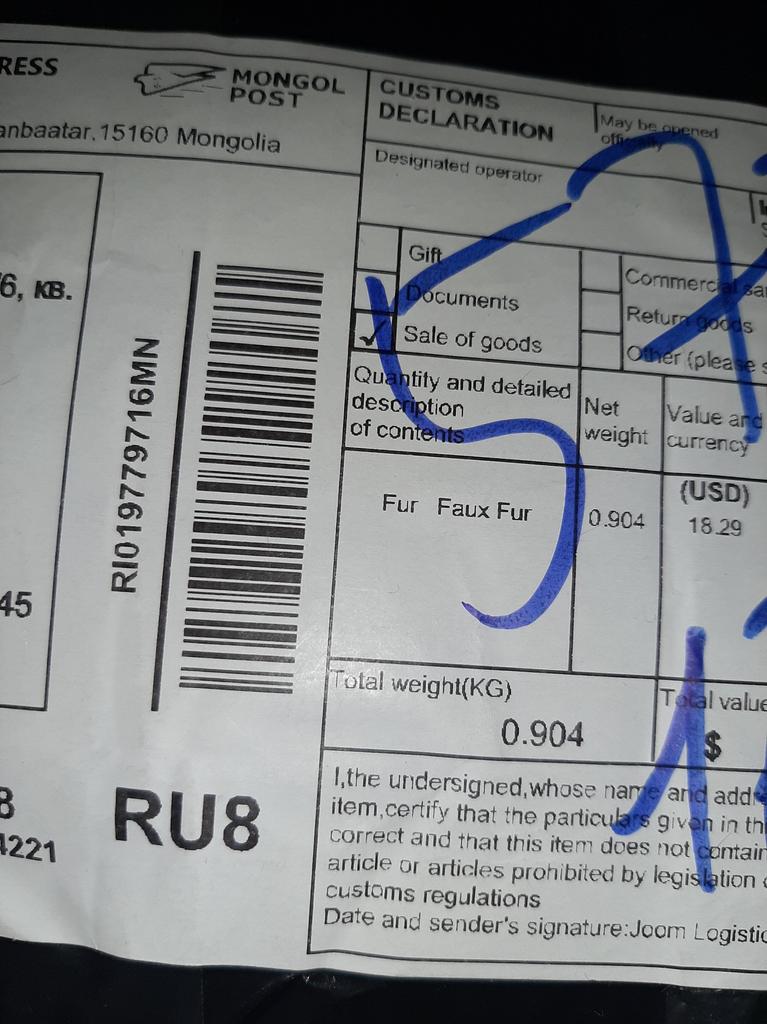 RESS
MONGOL
POST
anbaatar,15160 Mongolia
6, кв.
45
RI019779716MN
RU8
8
4221
CUSTOMS
DECLARATION
May be opened
officially
Designated operator
Gift
Documents
✓ Sale of goods
Commercial sa
Return goods
Other (please s
Quantity and detailed
description
of contents
Net
weight
Value and
currency
Fur Faux Fur
0.904
(USD)
18.29
Total weight(KG)
0.904
Total value
$
I,the undersigned,whose name and addre
item,certify that the particulars given in th
correct and that this item does not contain
article or articles prohibited by legislation
customs regulations
Date and sender's signature:Joom Logistic